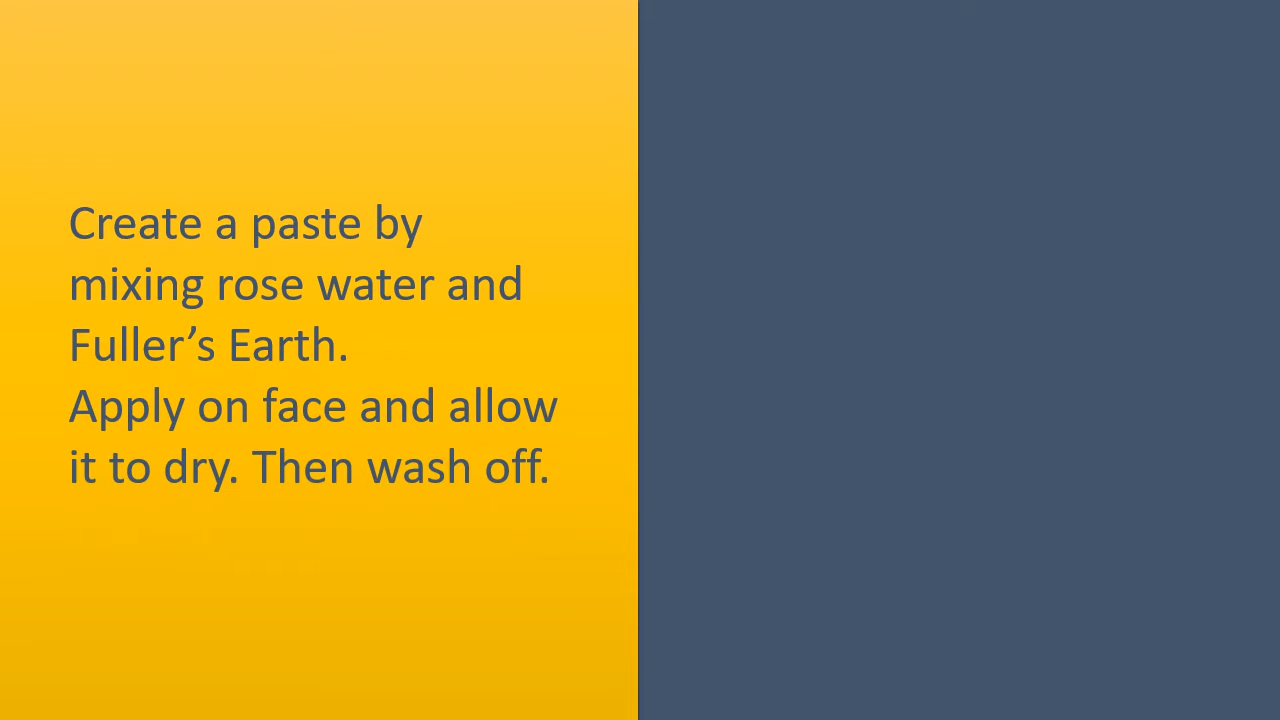 Create a paste by
mixing rose water and
Fuller’s Earth.
Apply on face and allow
it to dry. Then wash off.